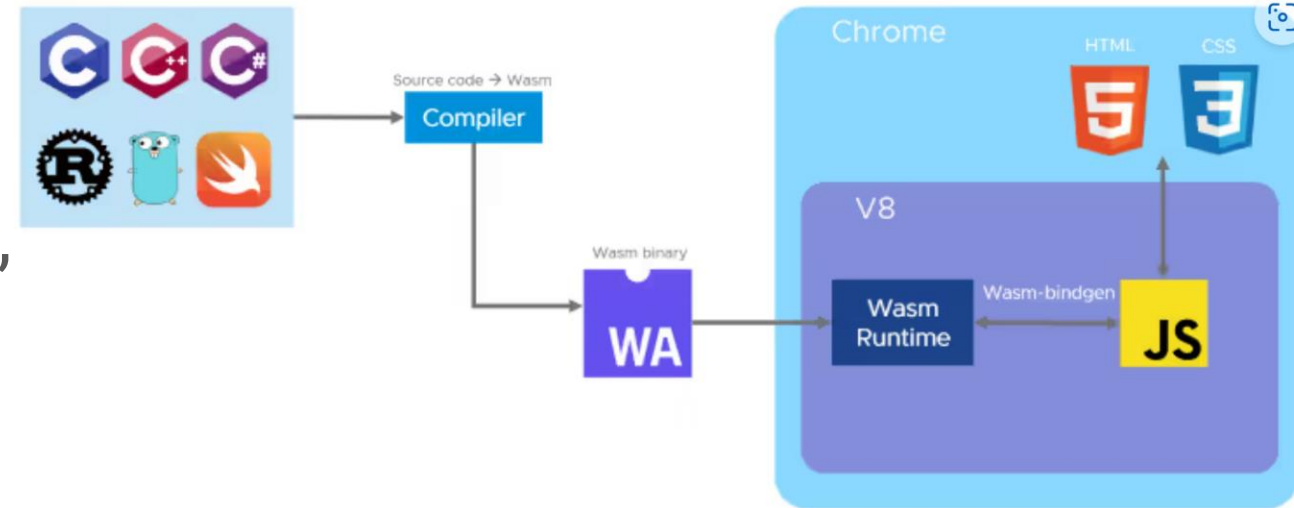 C
C++
C#
R
Source code → Wasm
Compiler
Wasm binary
WA
Chrome
HTML
CSS
5
3
V8
Wasm
Runtime
Wasm-bindgen
JS
,